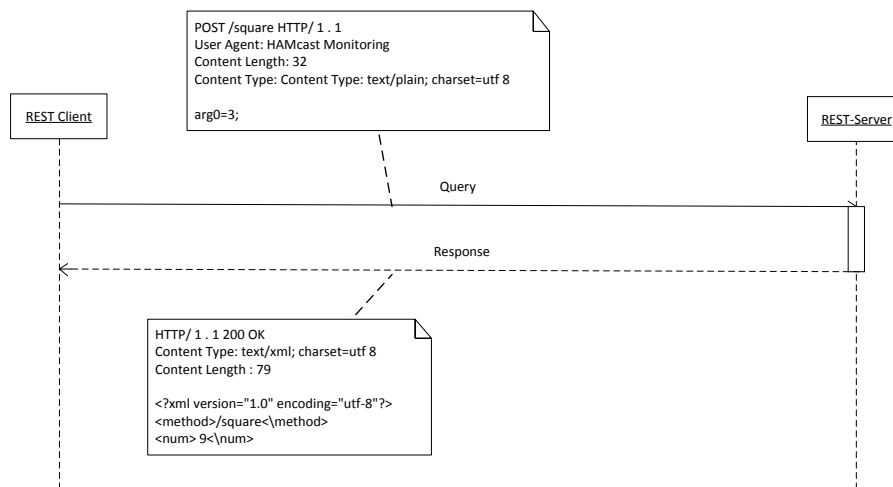 POST /square HTTP/ 1 . 1
User Agent: HAMcast Monitoring
Content Length: 32
Content Type: Content Type: text/plain; charset=utf 8
arg0=3;
REST Client
REST-Server
Query
Response
HTTP/ 1 . 1 200 OK
Content Type: text/xml; charset=utf 8
Content Length : 79
<?xml version="1.0" encoding="utf-8"?>
<method>/square<\method>
<num> 9<\num>